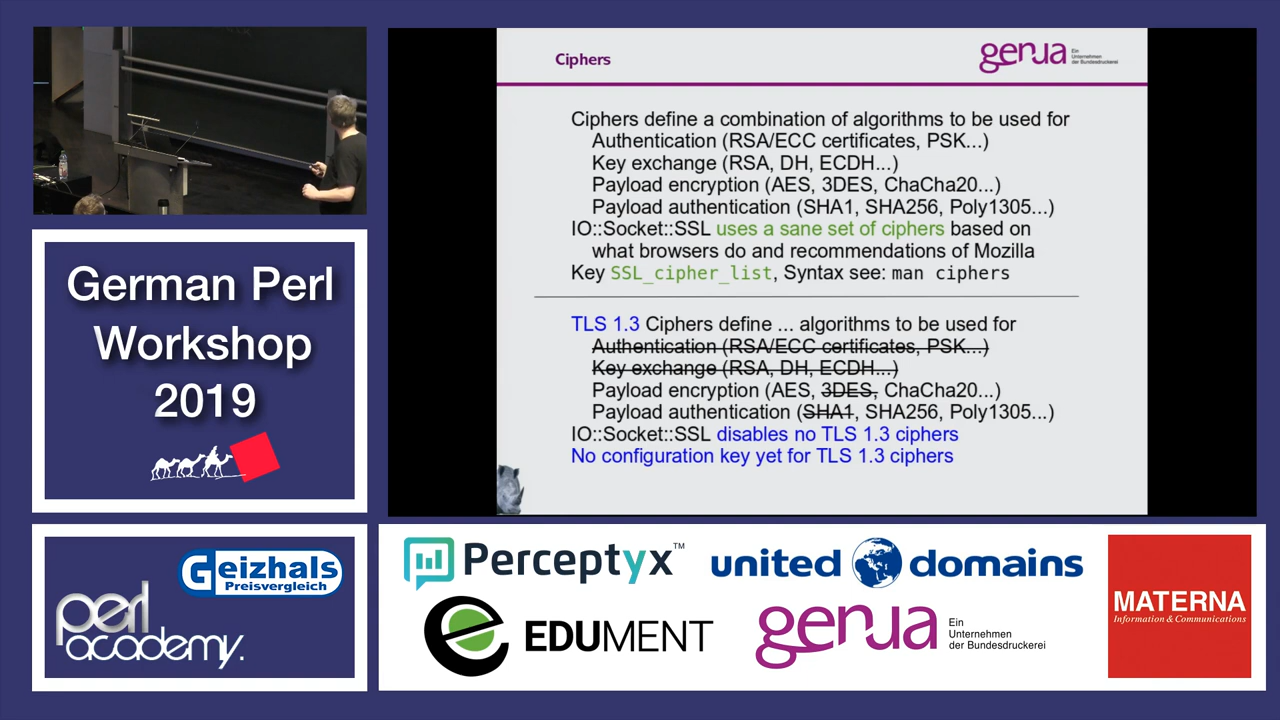 Ciphers
genua
Ein
Unternehmen
der Bundesdruckerei
Ciphers define a combination of algorithms to be used for
Authentication (RSA/ECC certificates, PSK...)
Key exchange (RSA, DH, ECDH...)
Payload encryption (AES, 3DES, ChaCha20...)
Payload authentication (SHA1, SHA256, Poly1305...)
IO::Socket::SSL uses a sane set of ciphers based on
what browsers do and recommendations of Mozilla
Key SSL_cipher_list, Syntax see: man ciphers
TLS 1.3 Ciphers define ... algorithms to be used for
Authentication (RSA/ECC certificates, PSK...)
Key exchange (RSA, DH, ECDH...)
Payload encryption (AES, 3DES, ChaCha20...)
Payload authentication (SHA1, SHA256, Poly1305...)
IO::Socket::SSL disables no TLS 1.3 ciphers
No configuration key yet for TLS 1.3 ciphers
German Perl
Workshop
2019
Geizhals
Preisvergleich
perl
academy.
Perceptyx™
united domains
EDUMENT
genua
Ein
Unternehmen
der Bundesdruckerei
MATERNA
Information & Communications